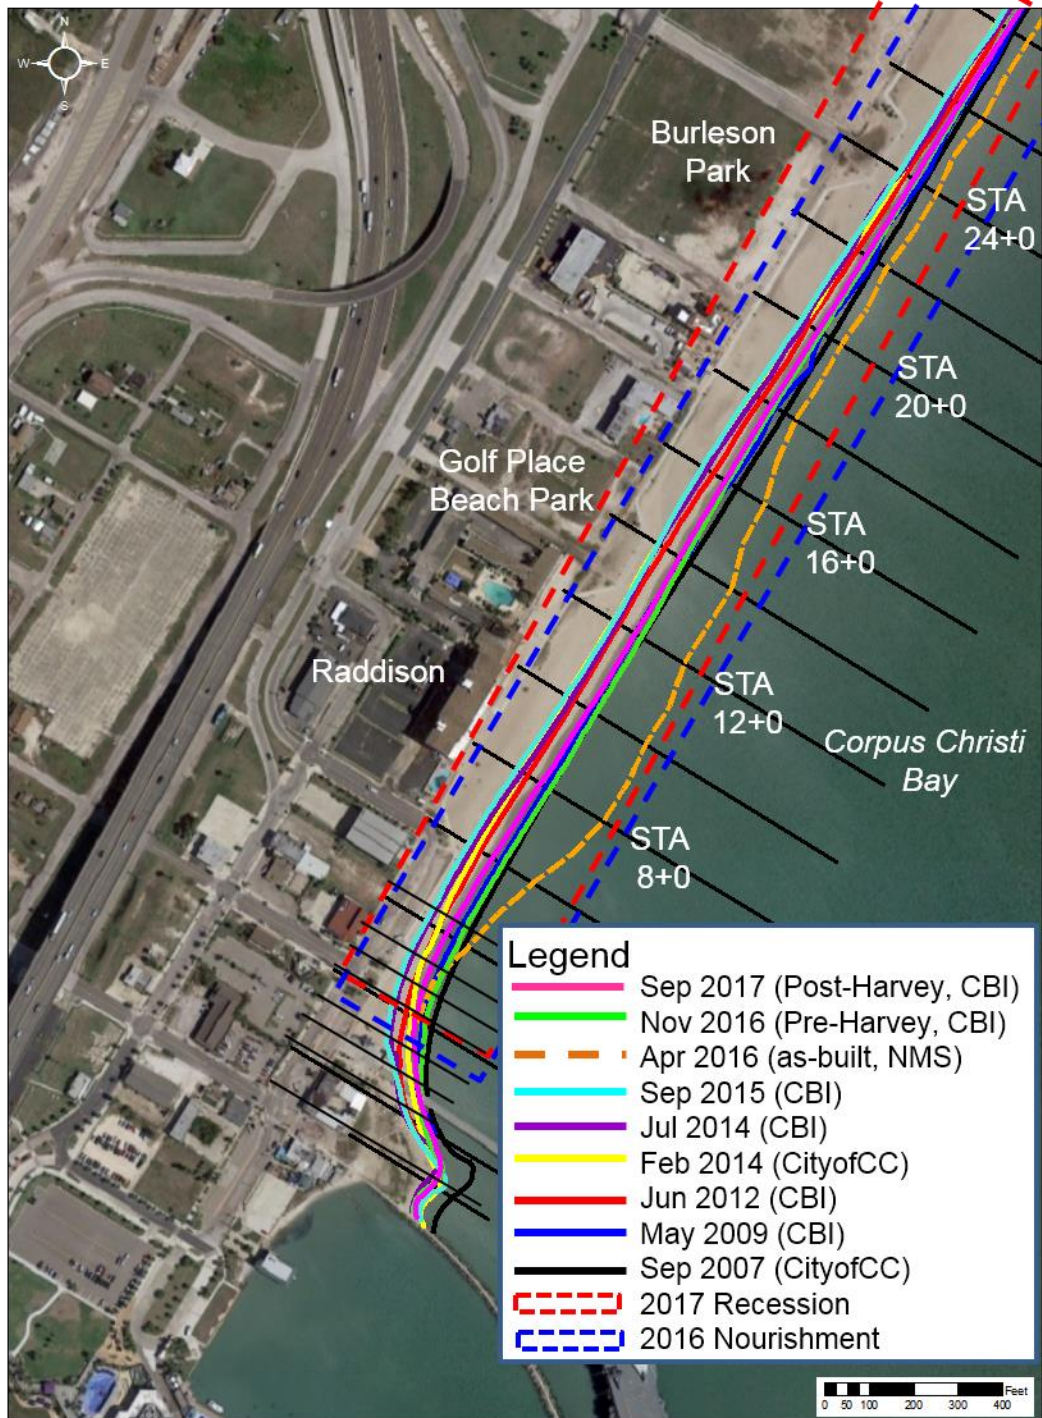 N
W E
S
Burleson
Park
STA
24+0
STA
20+0
Golf Place
Beach Park
STA
16+0
Raddison
STA
12+0
Corpus Christi
Bay
STA
8+0
Legend
Sep 2017 (Post-Harvey, CBI)
Nov 2016 (Pre-Harvey, CBI)
Apr 2016 (as-built, NMS)
Sep 2015 (CBI)
Jul 2014 (CBI)
Feb 2014 (CityofCC)
Jun 2012 (CBI)
May 2009 (CBI)
Sep 2007 (CityofCC)
2017 Recession
2016 Nourishment
Feet
0 50 100 200 300 400